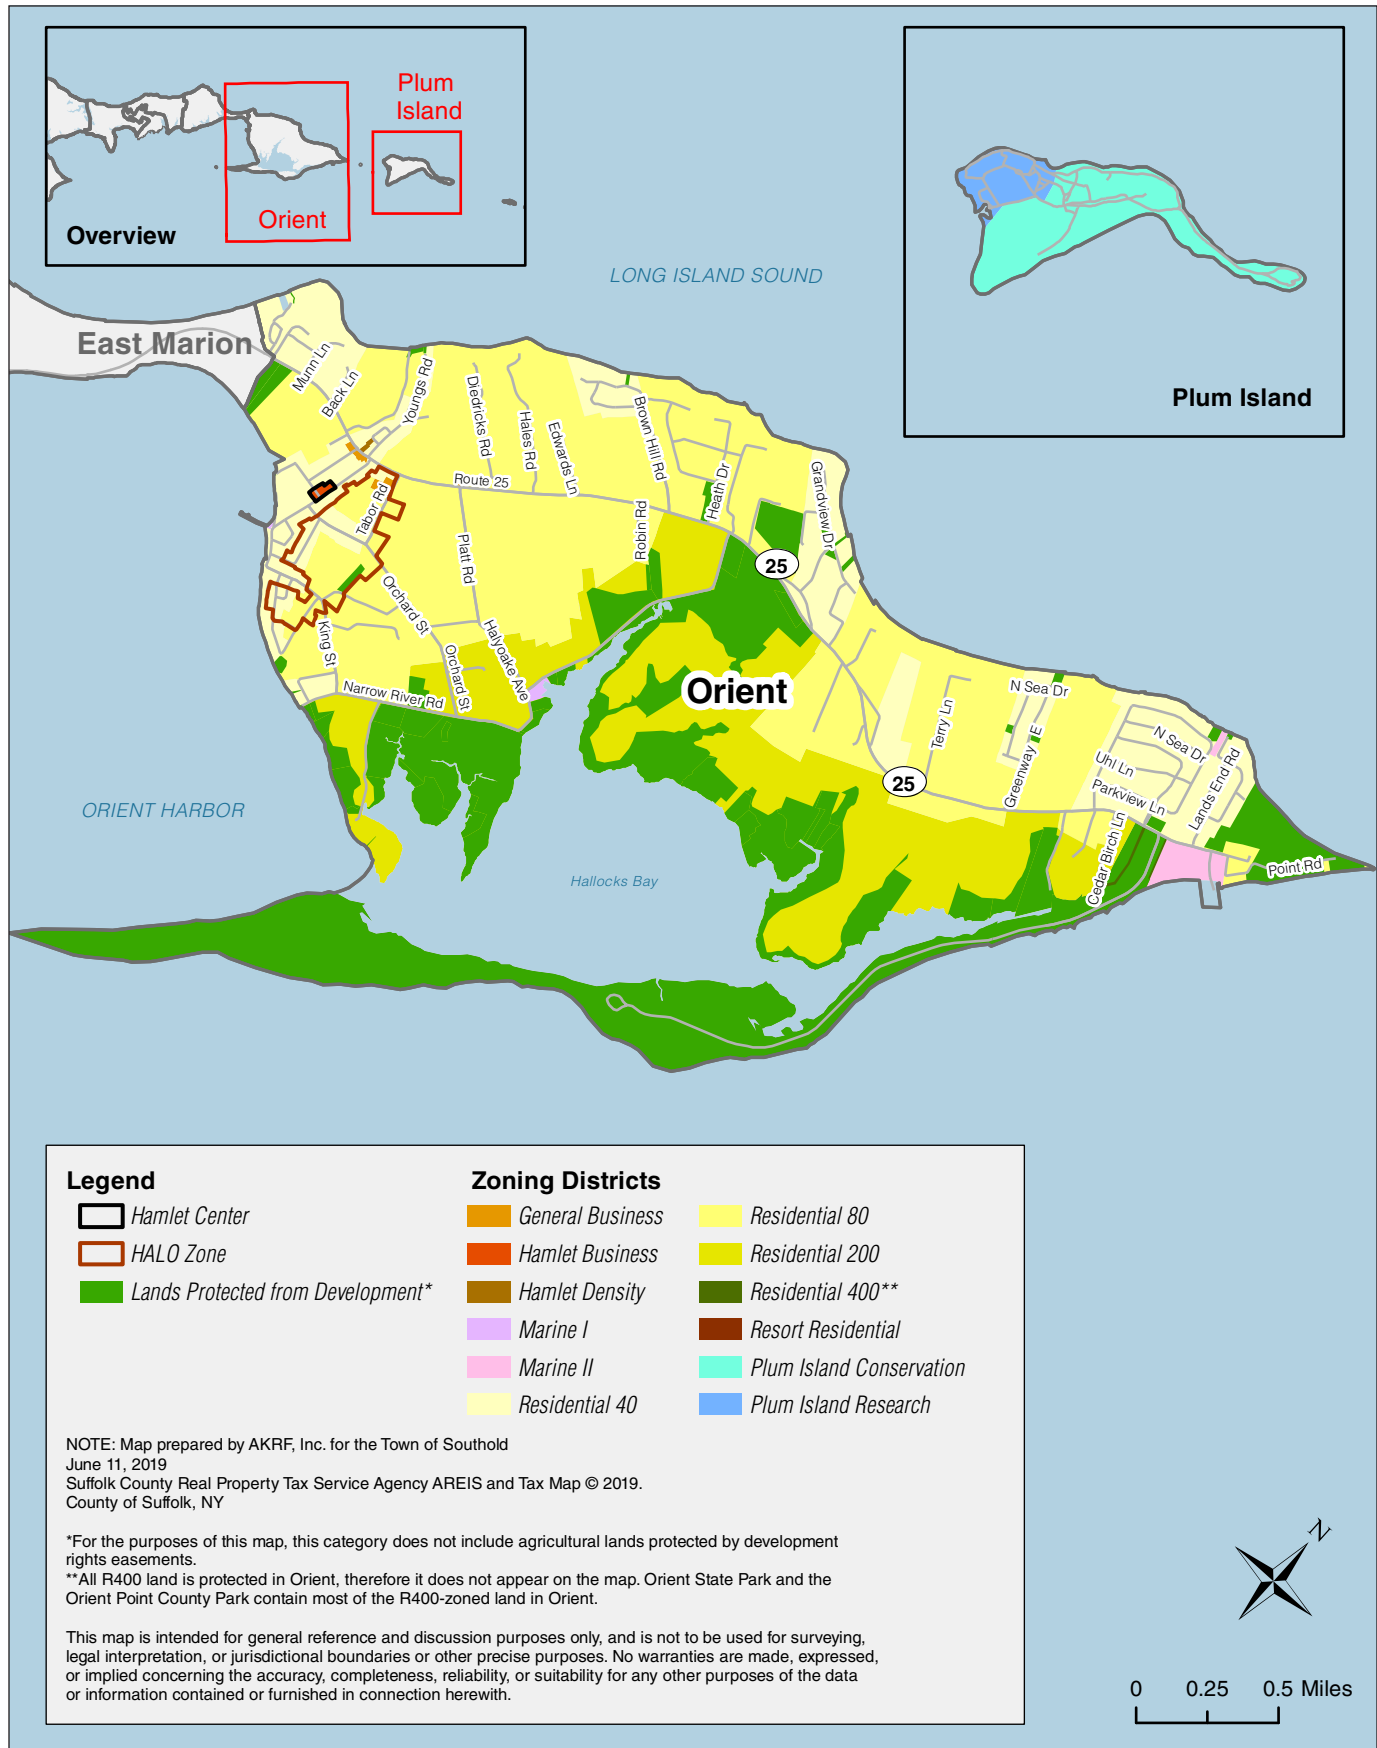 Plum
Island
Orient
Overview
Plum Island
LONG ISLAND SOUND
East Marion
Munn Ln
Back Ln
Youngs Rd
Diedricks Rd
Hales Rd
Edwards Ln
Brown Hill Rd
Heath Dr
Grandview Dr
Route 25
Tabor Rd
Platt Rd
Robin Rd
25
Orchard St
King St
Orchard St
Halyoake Ave
Narrow River Rd
Orient
N Sea Dr
Terry Ln
Greenway E
N Sea Dr
Uhl Ln
Parkview Ln
Lands End Rd
25
Cedar Birch Ln
Point Rd
ORIENT HARBOR
Hallocks Bay
Legend
Hamlet Center
HALO Zone
Lands Protected from Development*
Zoning Districts
General Business
Hamlet Business
Hamlet Density
Marine I
Marine II
Residential 40
Residential 80
Residential 200
Residential 400**
Resort Residential
Plum Island Conservation
Plum Island Research
NOTE: Map prepared by AKRF, Inc. for the Town of Southold
June 11, 2019
Suffolk County Real Property Tax Service Agency AREIS and Tax Map © 2019.
County of Suffolk, NY
*For the purposes of this map, this category does not include agricultural lands protected by development
rights easements.
**All R400 land is protected in Orient, therefore it does not appear on the map. Orient State Park and the
Orient Point County Park contain most of the R400-zoned land in Orient.
This map is intended for general reference and discussion purposes only, and is not to be used for surveying,
legal interpretation, or jurisdictional boundaries or other precise purposes. No warranties are made, expressed,
or implied concerning the accuracy, completeness, reliability, or suitability for any other purposes of the data
or information contained or furnished in connection herewith.
N
0 0.25 0.5 Miles